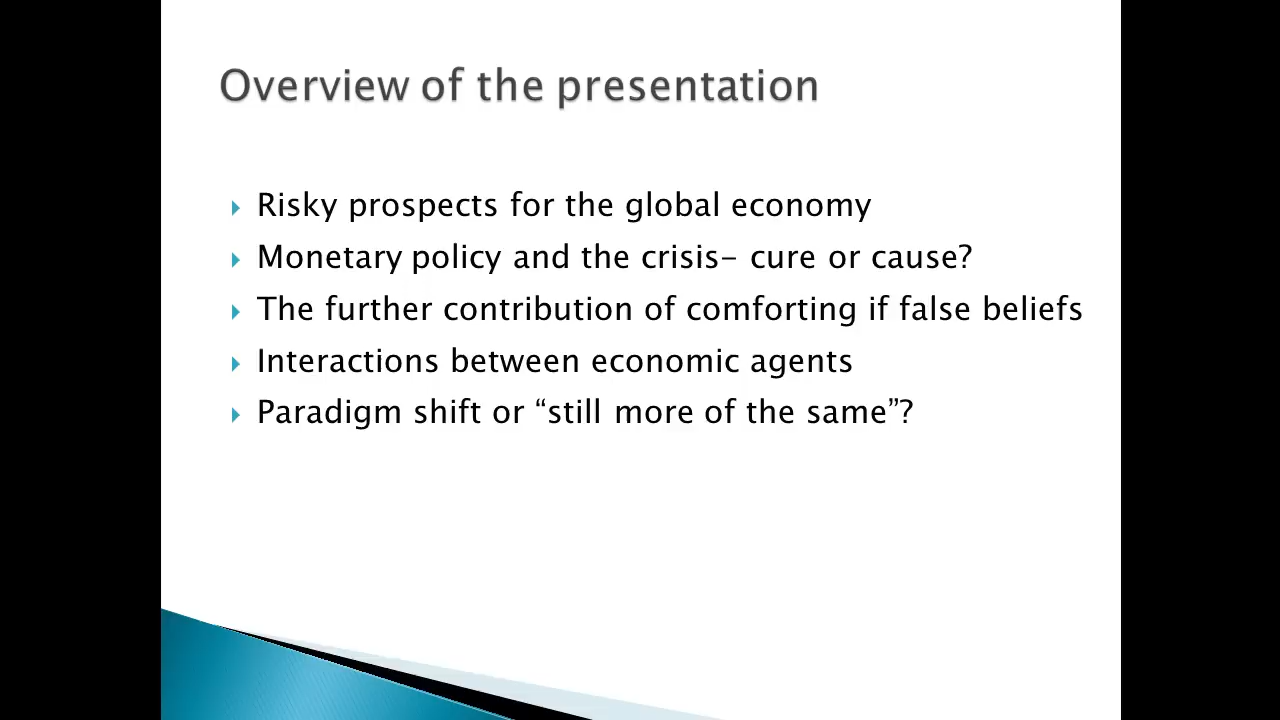 Overview of the presentation
Risky prospects for the global economy
Monetary policy and the crisis– cure or cause?
The further contribution of comforting if false beliefs
Interactions between economic agents
Paradigm shift or “still more of the same”?